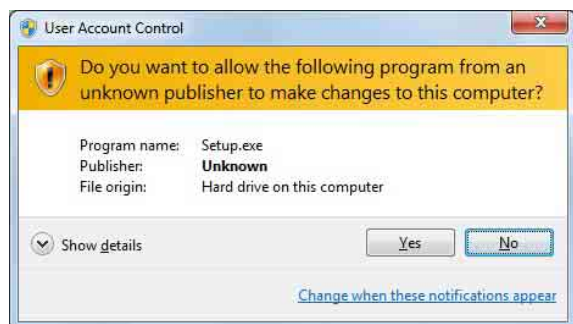 User Account Control
Do you want to allow the following program from an
unknown publisher to make changes to this computer?
Program name: Setup.exe
Publisher: Unknown
File origin: Hard drive on this computer
Show details
Yes
No
Change when these notifications appear